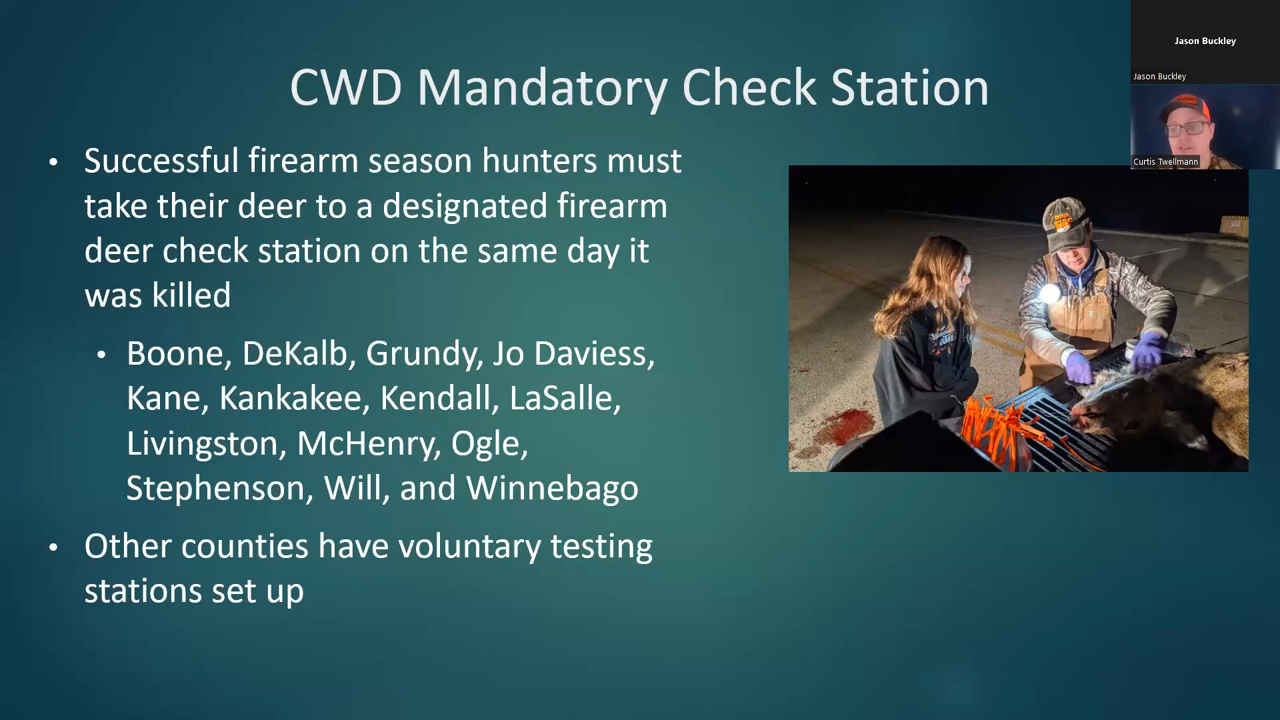 CWD Mandatory Check Station
• Successful firearm season hunters must
take their deer to a designated firearm
deer check station on the same day it
was killed
• Boone, DeKalb, Grundy, Jo Daviess,
Kane, Kankakee, Kendall, LaSalle,
Livingston, McHenry, Ogle,
Stephenson, Will, and Winnebago
• Other counties have voluntary testing
stations set up
Jason Buckley
Jason Buckley
Curtis Twellmann